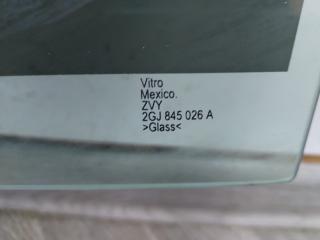 Vitro
Mexico.
ZVY
2GJ 845 026 A
>Glass<